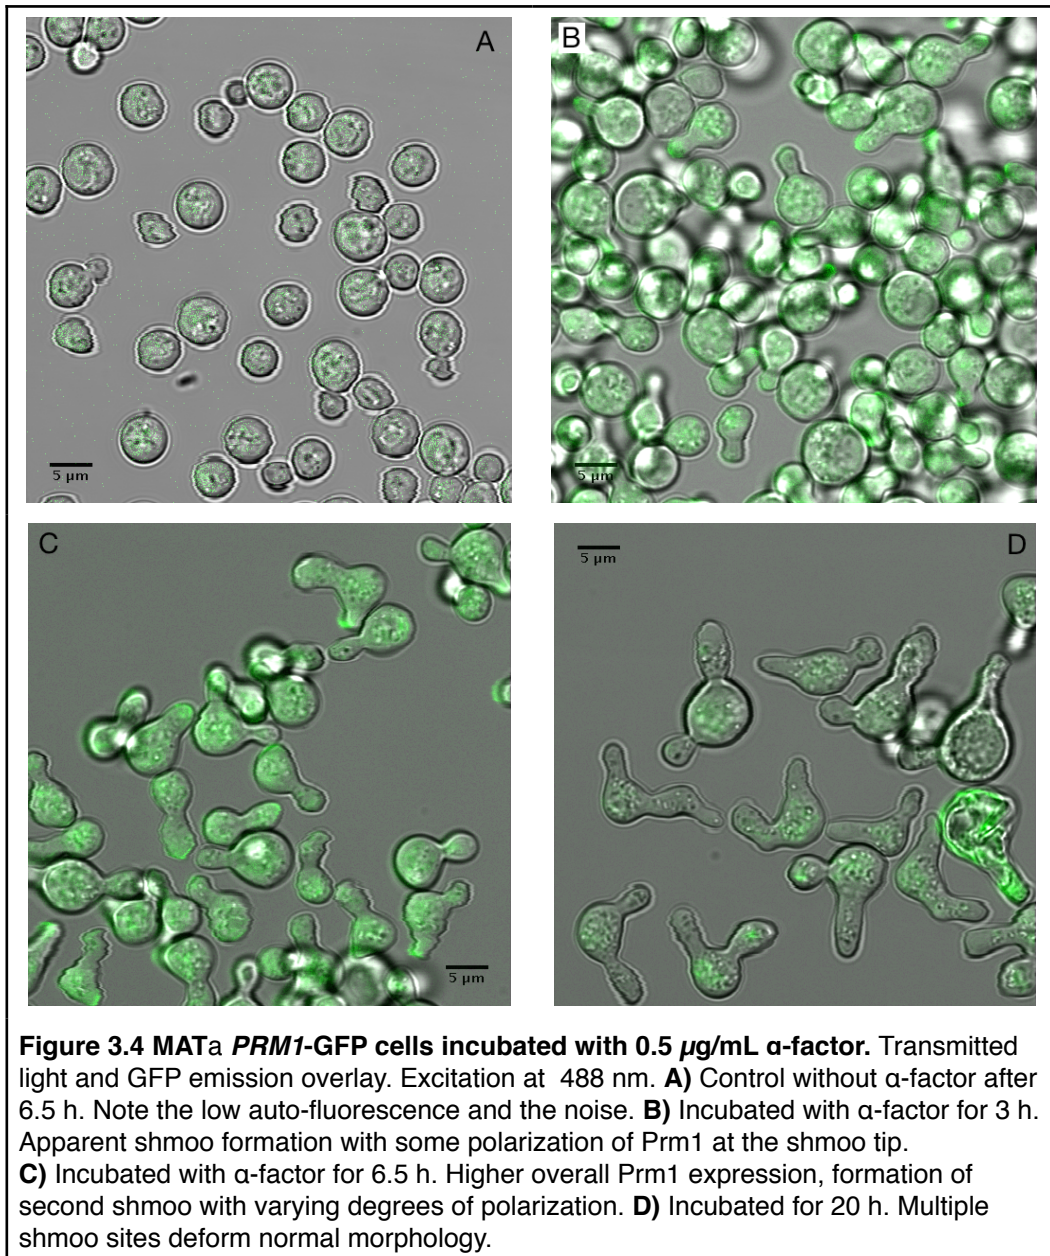 A
B
5 µm
5 µm
C
D
5 µm
5 µm
Figure 3.4 MATa PRM1-GFP cells incubated with 0.5 µg/mL α-factor. Transmitted
light and GFP emission overlay. Excitation at 488 nm. A) Control without α-factor after
6.5 h. Note the low auto-fluorescence and the noise. B) Incubated with α-factor for 3 h.
Apparent shmoo formation with some polarization of Prm1 at the shmoo tip.
C) Incubated with α-factor for 6.5 h. Higher overall Prm1 expression, formation of
second shmoo with varying degrees of polarization. D) Incubated for 20 h. Multiple
shmoo sites deform normal morphology.